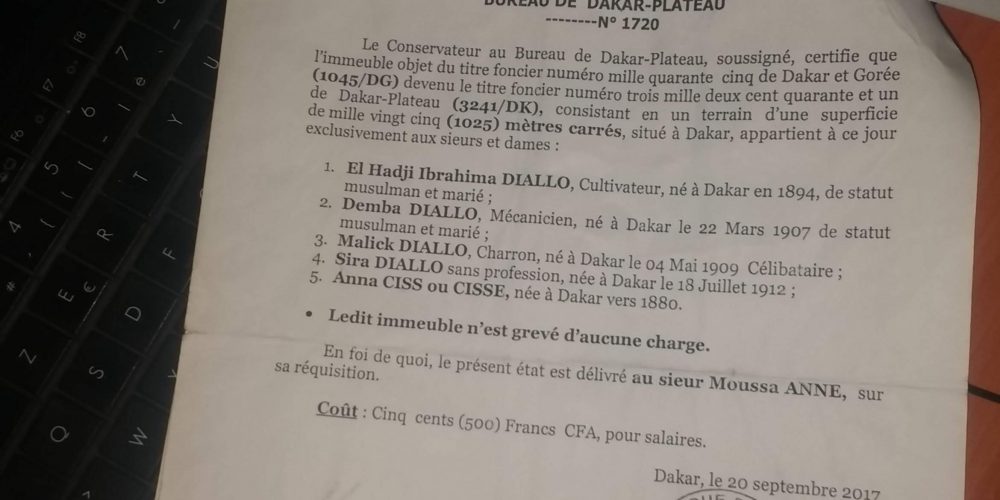 BUREAU DE DAKAR-PLATEAU
--------N° 1720
Le Conservateur au Bureau de Dakar-Plateau, soussigné, certifie que
l'immeuble objet du titre foncier numéro mille quarante cinq de Dakar et Gorée
(1045/DG) devenu le titre foncier numéro trois mille deux cent quarante et un
de Dakar-Plateau (3241/DK), consistant en un terrain d'une superficie
de mille vingt cinq (1025) mètres carrés, situé à Dakar, appartient à ce jour
exclusivement aux sieurs et dames :
1. El Hadji Ibrahima DIALLO, Cultivateur, né à Dakar en 1894, de statut
musulman et marié ;
2. Demba DIALLO, Mécanicien, né à Dakar le 22 Mars 1907 de statut
musulman et marié ;
3. Malick DIALLO, Charron, né à Dakar le 04 Mai 1909 Célibataire ;
4. Sira DIALLO sans profession, née à Dakar le 18 Juillet 1912 ;
5. Anna CISS ou CISSE, née à Dakar vers 1880.
• Ledit immeuble n'est grevé d'aucune charge.
En foi de quoi, le présent état est délivré au sieur Moussa ANNE, sur
sa réquisition.
Coût : Cinq cents (500) Francs CFA, pour salaires.
Dakar, le 20 septembre 2017
F8
F7
F6
7
è
6
-
5
(
4
'
U
Y
T
R
E
€
#
F
D
S
Z
Q
W